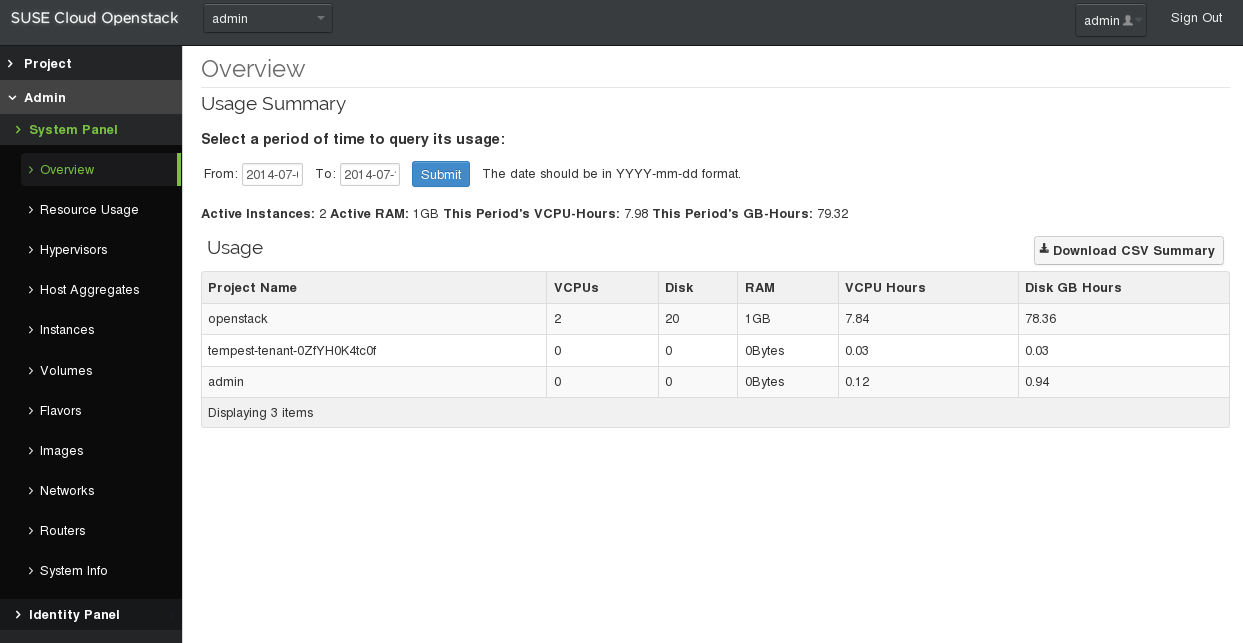 SUSE Cloud Openstack
admin
admin
Sign Out
Project
Admin
System Panel
Overview
Resource Usage
Hypervisors
Host Aggregates
Instances
Volumes
Flavors
Images
Networks
Routers
System Info
Identity Panel
Overview
Usage Summary
Select a period of time to query its usage:
From: 2014-07- To: 2014-07- Submit The date should be in YYYY-mm-dd format.
Active Instances: 2 Active RAM: 1GB This Period's VCPU-Hours: 7.98 This Period's GB-Hours: 79.32
Usage
Download CSV Summary
Project Name VCPUs Disk RAM VCPU Hours Disk GB Hours
openstack 2 20 1GB 7.84 78.36
tempest-tenant-0ZfYH0K4tc0f 0 0 0Bytes 0.03 0.03
admin 0 0 0Bytes 0.12 0.94
Displaying 3 items